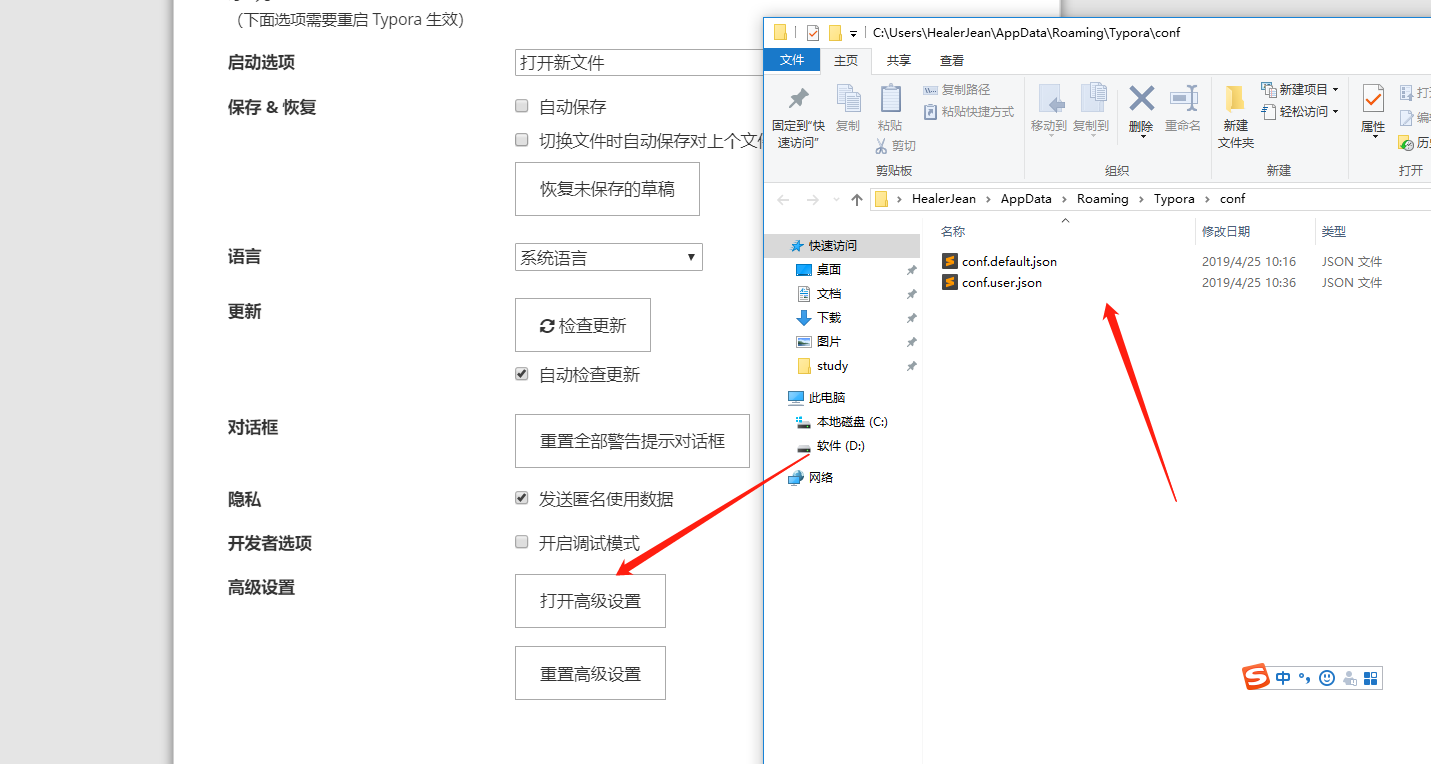 （下面选项需要重启 Typora 生效）
启动选项
打开新文件
保存 & 恢复
自动保存
切换文件时自动保存对上个文
恢复未保存的草稿
语言
系统语言
更新
检查更新
自动检查更新
对话框
重置全部警告提示对话框
隐私
发送匿名使用数据
开发者选项
开启调试模式
高级设置
打开高级设置
重置高级设置
C:\Users\HealerJean\AppData\Roaming\Typora\conf
文件 主页 共享 查看
固定到"快速访问"
复制
粘贴
复制路径
粘贴快捷方式
剪切
剪贴板
移动到 复制到 删除 重命名
组织
新建文件夹
新建项目
轻松访问
新建
属性
打开
HealerJean › AppData › Roaming › Typora › conf
快速访问
桌面
文档
下载
图片
study
此电脑
本地磁盘 (C:)
软件 (D:)
网络
名称 修改日期 类型
conf.default.json 2019/4/25 10:16 JSON 文件
conf.user.json 2019/4/25 10:36 JSON 文件
S 中